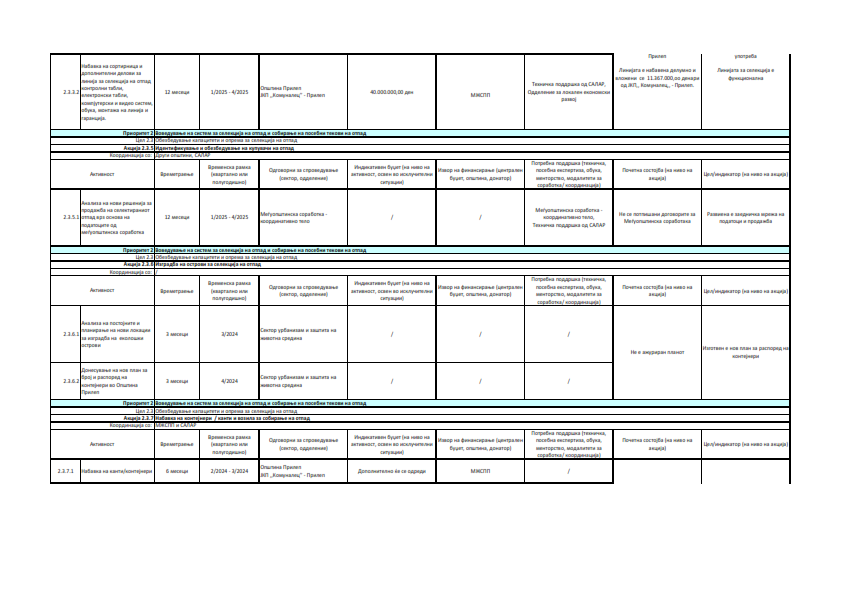 Прилеп
употреба
2.3.3.2
Набавка на сортирница и
дополнителни делови за
линија за селекција на отпад
контролни табли,
електронски табли,
компјутерски и видео систем,
обука, монтажа на линија и
гаранција.
12 месеци
1/2025 - 4/2025
Општина Прилеп
ЈКП „Комуналец“ - Прилеп
40.000.000,00 ден
МЖСПП
Техничка поддршка од САЛАР,
Одделение за локален економски
развој
Линијата е набавена делумно и
вложени се 11.367.000,оо денари
од ЈКП,, Комуналец,, - Прилеп.
Линијата за селекција е
функционална
Приоритет 2 Воведување на систем за селекција на отпад и собирање на посебни текови на отпад
Цел 2.3 Обезбедување капацитети и опрема за селекција на отпад
Акција 2.3.5 Идентификување и обезбедување на купувачи на отпад
Координација со: Други општини, САЛАР
Активност
Времетраење
Временска рамка
(квартално или
полугодишно)
Одговорни за спроведување
(сектор, одделение)
Индикативен буџет (на ниво на
активност, освен во исклучителни
ситуации)
Извор на финансирање (централен
буџет, општина, донатор)
Потребна поддршка (техничка,
посебна експертиза, обука,
менторство, модалитети за
соработка/ координација)
Почетна состојба (на ниво на
акција)
Цел/индикатор (на ниво на акција)
2.3.5.1
Анализа на нови решенија за
продажба на селектираниот
отпад врз основа на
податоците од
меѓуопштинска соработка
12 месеци
1/2025 - 4/2025
Меѓуопштинска соработка -
координативно тело
/
/
Меѓуопштинска соработка -
координативно тело,
Техничка поддршка од САЛАР
Не се потпишани договорите за
Меѓуопштинска соработка
Развиена е заедничка мрежа на
податоци и продажба
Приоритет 2 Воведување на систем за селекција на отпад и собирање на посебни текови на отпад
Цел 2.3 Обезбедување капацитети и опрема за селекција на отпад
Акција 2.3.6 Изградба на острови за селекција на отпад
Координација со: /
Активност
Времетраење
Временска рамка
(квартално или
полугодишно)
Одговорни за спроведување
(сектор, одделение)
Индикативен буџет (на ниво на
активност, освен во исклучителни
ситуации)
Извор на финансирање (централен
буџет, општина, донатор)
Потребна поддршка (техничка,
посебна експертиза, обука,
менторство, модалитети за
соработка/ координација)
Почетна состојба (на ниво на
акција)
Цел/индикатор (на ниво на акција)
2.3.6.1
Анализа на постојните и
планирање на нови локации
за изградба на еколошки
острови
3 месеци
3/2024
Сектор урбанизам и заштита на
животна средина
/
/
/
Не е ажуриран планот
Изготвен е нов план за распоред на
контејнери
2.3.6.2
Донесување на нов план за
број и распоред на
контејнери во Општина
Прилеп
3 месеци
4/2024
Сектор урбанизам и заштита на
животна средина
/
/
/
Приоритет 2 Воведување на систем за селекција на отпад и собирање на посебни текови на отпад
Цел 2.3 Обезбедување капацитети и опрема за селекција на отпад
Акција 2.3.7 Набавка на контејнери / канти и возила за собирање на отпад
Координација со: МЖСПП и САЛАР
Активност
Времетраење
Временска рамка
(квартално или
полугодишно)
Одговорни за спроведување
(сектор, одделение)
Индикативен буџет (на ниво на
активност, освен во исклучителни
ситуации)
Извор на финансирање (централен
буџет, општина, донатор)
Потребна поддршка (техничка,
посебна експертиза, обука,
менторство, модалитети за
соработка/ координација)
Почетна состојба (на ниво на
акција)
Цел/индикатор (на ниво на акција)
2.3.7.1
Набавка на канти/контејнери
6 месеци
2/2024 - 3/2024
Општина Прилеп
ЈКП „Комуналец“ - Прилеп
Дополнително ќе се одреди
МЖСПП
/